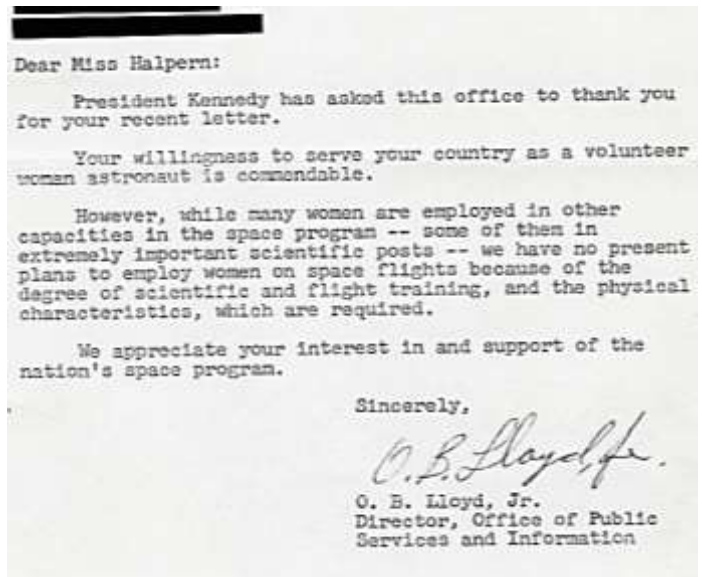 Dear Miss Halpern:
President Kennedy has asked this office to thank you
for your recent letter.
Your willingness to serve your country as a volunteer
woman astronaut is commendable.
However, while many women are employed in other
capacities in the space program -- some of them in
extremely important scientific posts -- we have no present
plans to employ women on space flights because of the
degree of scientific and flight training, and the physical
characteristics, which are required.
We appreciate your interest in and support of the
nation's space program.
Sincerely,
O. B. Lloyd, Jr.
O. B. Lloyd, Jr.
Director, Office of Public
Services and Information